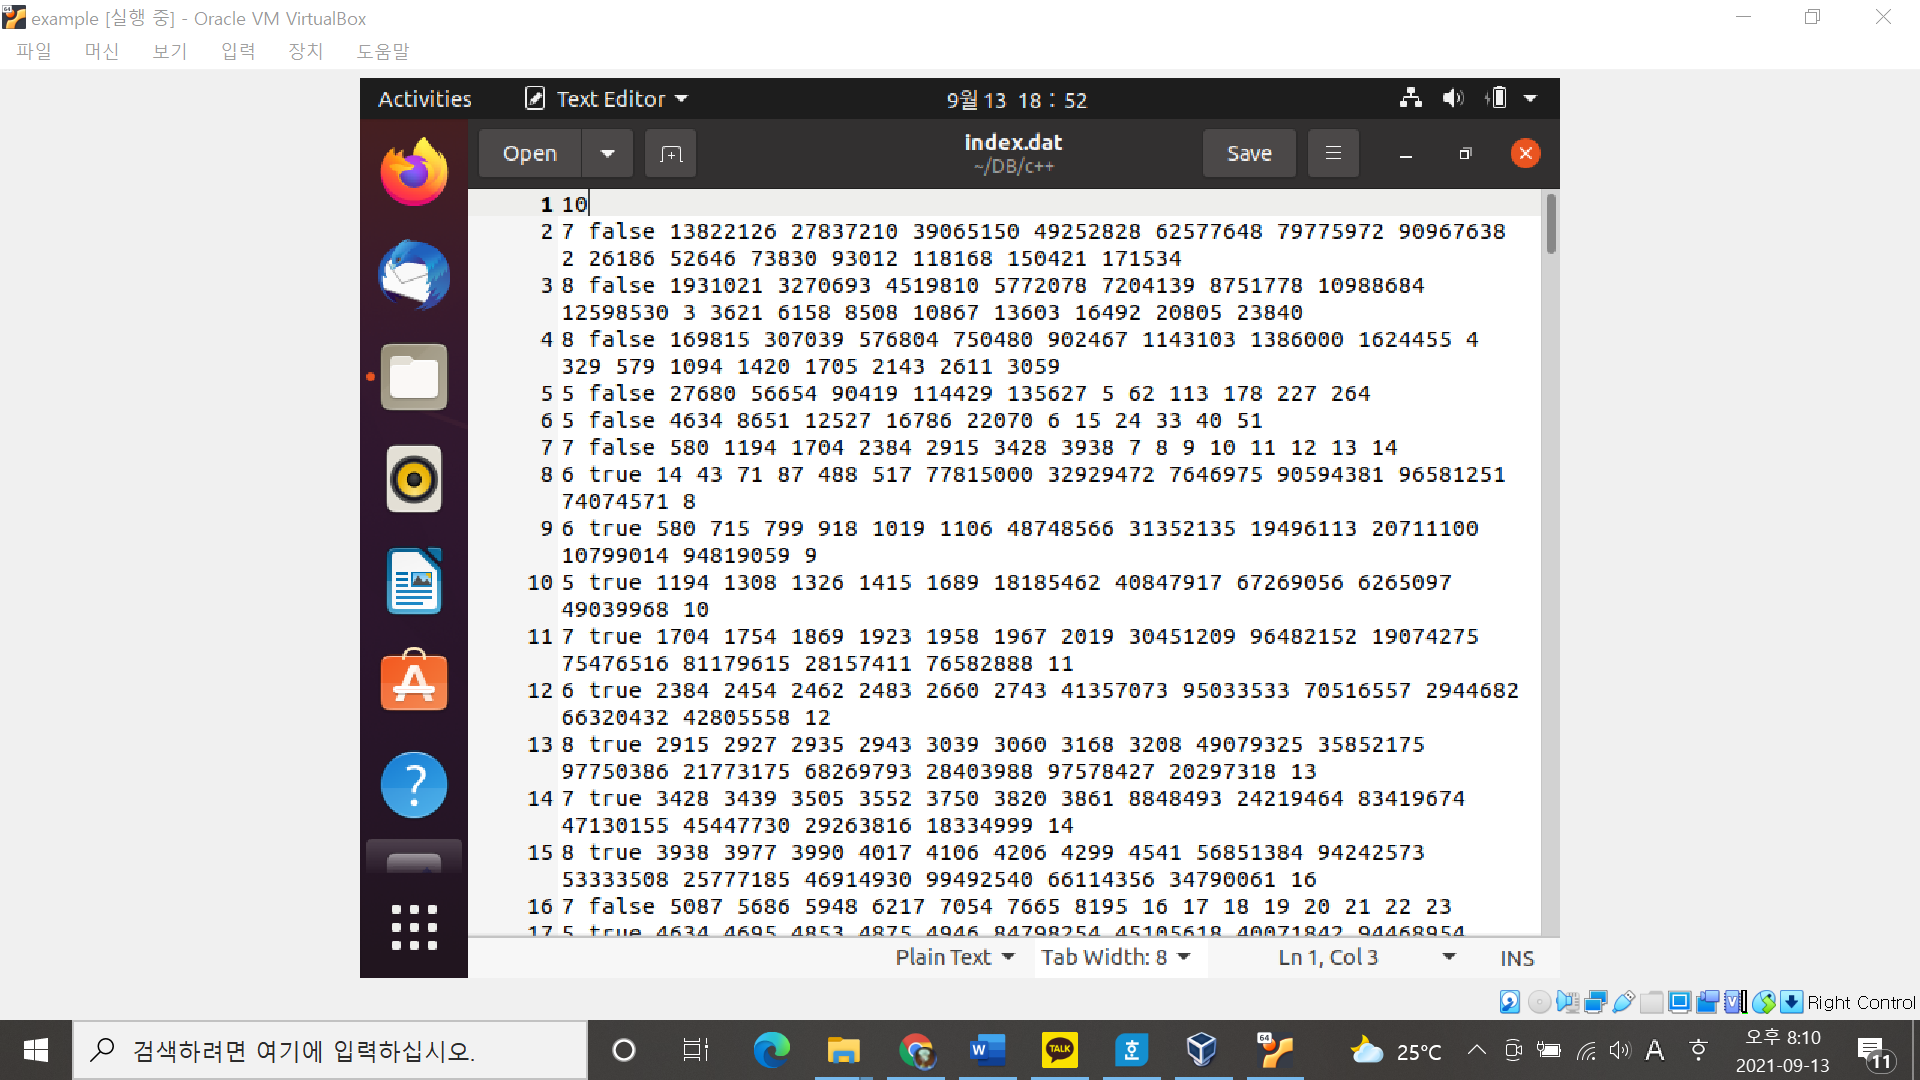 example [실행 중] - Oracle VM VirtualBox
파일 머신 보기 입력 장치 도움말
Activities Text Editor 9월 13 18 : 52
Open index.dat Save
~/DB/c++
1 10
2 7 false 13822126 27837210 39065150 49252828 62577648 79775972 90967638
2 26186 52646 73830 93012 118168 150421 171534
3 8 false 1931021 3270693 4519810 5772078 7204139 8751778 10988684
12598530 3 3621 6158 8508 10867 13603 16492 20805 23840
4 8 false 169815 307039 576804 750480 902467 1143103 1386000 1624455 4
329 579 1094 1420 1705 2143 2611 3059
5 5 false 27680 56654 90419 114429 135627 5 62 113 178 227 264
6 5 false 4634 8651 12527 16786 22070 6 15 24 33 40 51
7 7 false 580 1194 1704 2384 2915 3428 3938 7 8 9 10 11 12 13 14
8 6 true 14 43 71 87 488 517 77815000 32929472 7646975 90594381 96581251
74074571 8
9 6 true 580 715 799 918 1019 1106 48748566 31352135 19496113 20711100
10799014 94819059 9
10 5 true 1194 1308 1326 1415 1689 18185462 40847917 67269056 6265097
49039968 10
11 7 true 1704 1754 1869 1923 1958 1967 2019 30451209 96482152 19074275
75476516 81179615 28157411 76582888 11
12 6 true 2384 2454 2462 2483 2660 2743 41357073 95033533 70516557 2944682
66320432 42805558 12
13 8 true 2915 2927 2935 2943 3039 3060 3168 3208 49079325 35852175
97750386 21773175 68269793 28403988 97578427 20297318 13
14 7 true 3428 3439 3505 3552 3750 3820 3861 8848493 24219464 83419674
47130155 45447730 29263816 18334999 14
15 8 true 3938 3977 3990 4017 4106 4206 4299 4541 56851384 94242573
53333508 25777185 46914930 99492540 66114356 34790061 16
16 7 false 5087 5686 5948 6217 7054 7665 8195 16 17 18 19 20 21 22 23
17 5 true 4634 4695 4853 4875 4946 84798254 45105618 40071842 94468954
Plain Text Tab Width: 8 Ln 1, Col 3 INS
Right Control
검색하려면 여기에 입력하십시오.
W TALK 64 25°C A 오후 8:10
2021-09-13
11